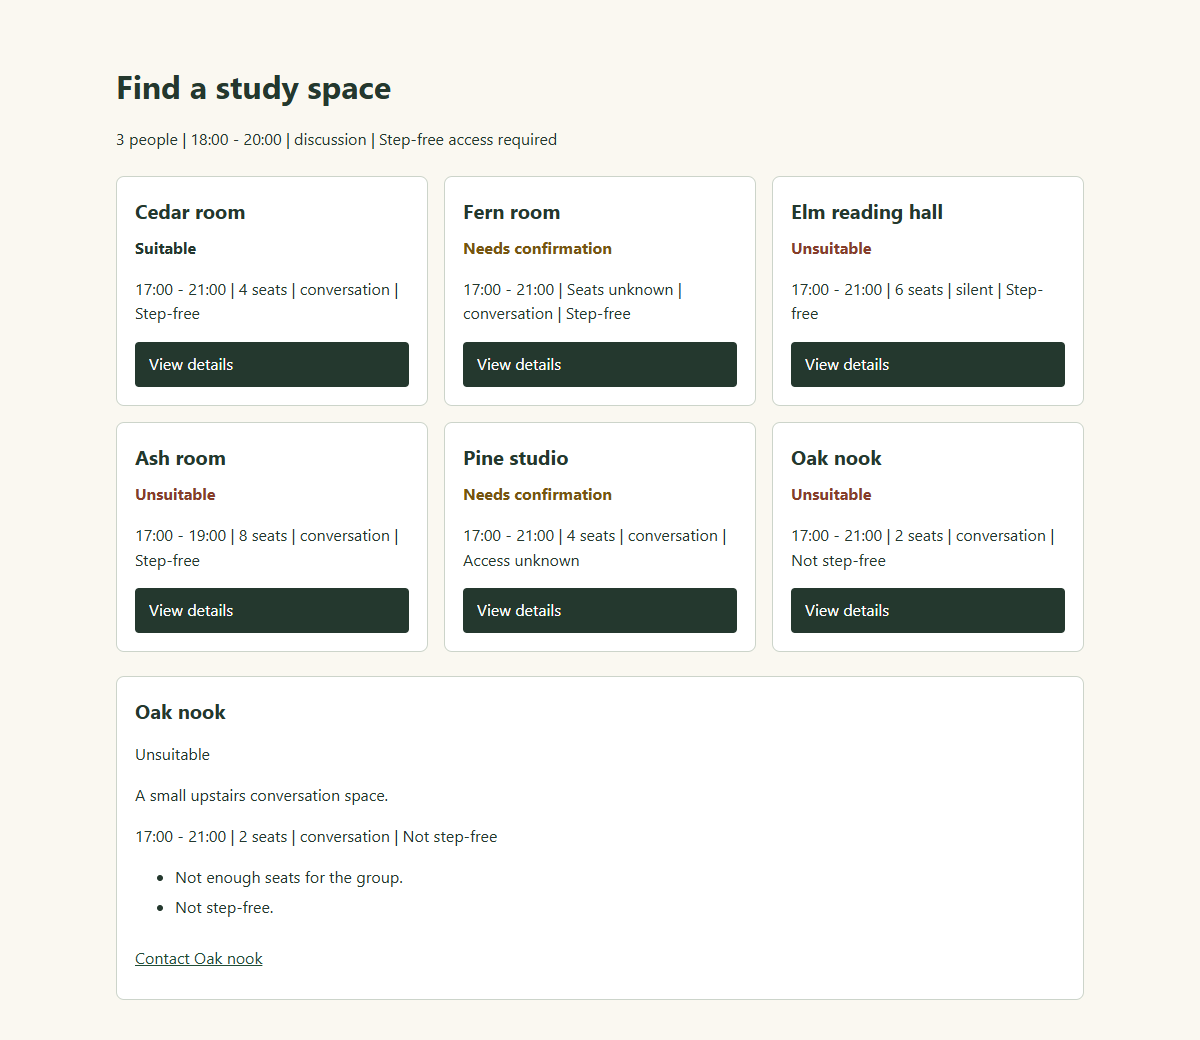 Find a study space
3 people | 18:00 - 20:00 | discussion | Step-free access required
Cedar room
Suitable
17:00 - 21:00 | 4 seats | conversation |
Step-free
View details
Fern room
Needs confirmation
17:00 - 21:00 | Seats unknown |
conversation | Step-free
View details
Elm reading hall
Unsuitable
17:00 - 21:00 | 6 seats | silent | Step-
free
View details
Ash room
Unsuitable
17:00 - 19:00 | 8 seats | conversation |
Step-free
View details
Pine studio
Needs confirmation
17:00 - 21:00 | 4 seats | conversation |
Access unknown
View details
Oak nook
Unsuitable
17:00 - 21:00 | 2 seats | conversation |
Not step-free
View details
Oak nook
Unsuitable
A small upstairs conversation space.
17:00 - 21:00 | 2 seats | conversation | Not step-free
Not enough seats for the group.
Not step-free.
Contact Oak nook